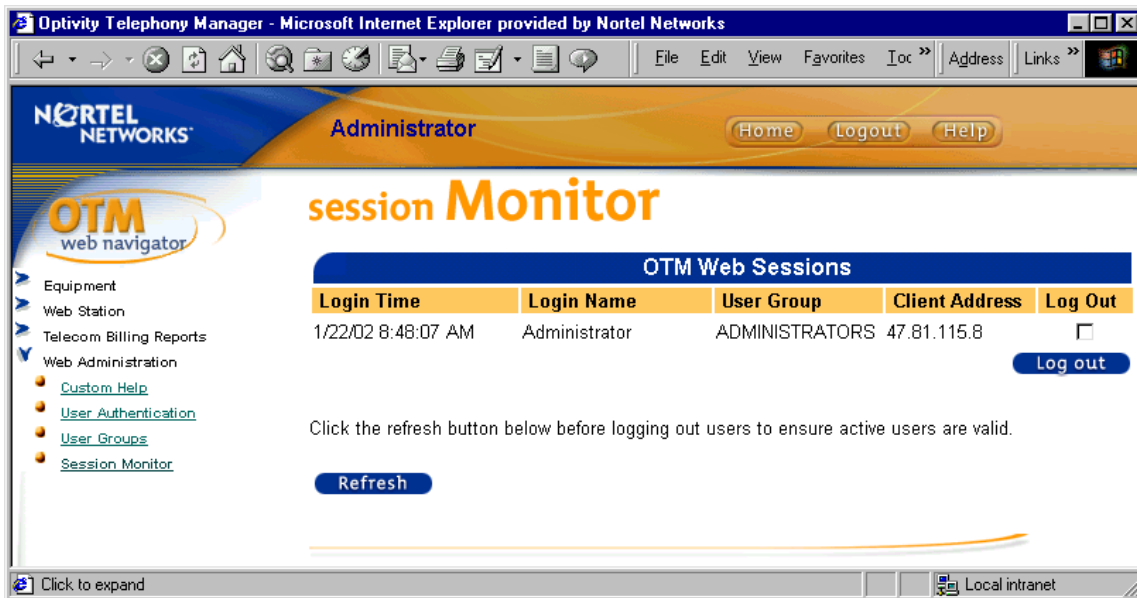 Optivity Telephony Manager - Microsoft Internet Explorer provided by Nortel Networks
File Edit View Favorites Toc » Address Links »
NORTEL
NETWORKS
Administrator
Home Logout Help
OTM
web navigator
Equipment
Web Station
Telecom Billing Reports
Web Administration
Custom Help
User Authentication
User Groups
Session Monitor
session Monitor
OTM Web Sessions
Login Time Login Name User Group Client Address Log Out
1/22/02 8:48:07 AM Administrator ADMINISTRATORS 47.81.115.8
Log out
Click the refresh button below before logging out users to ensure active users are valid.
Refresh
Click to expand
Local intranet